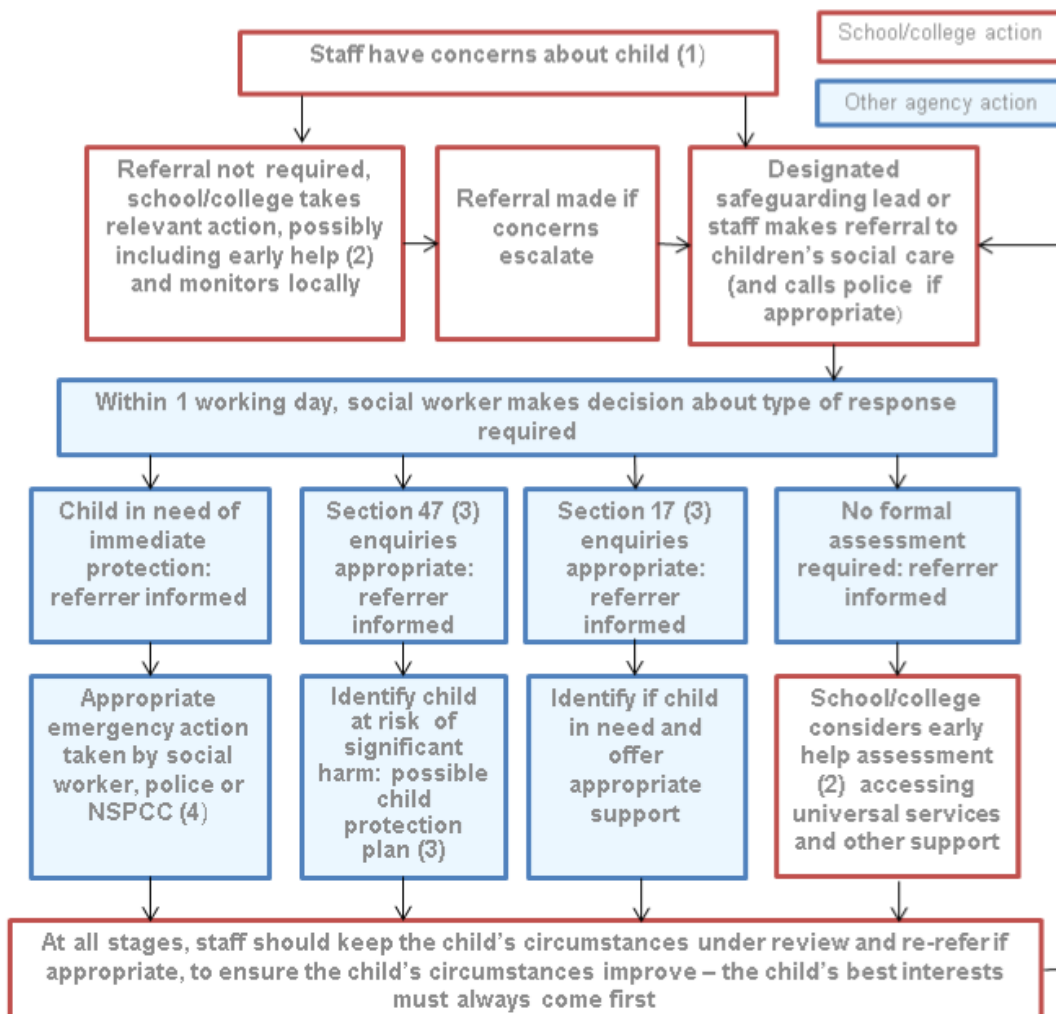 School/college action
Staff have concerns about child (1)
Other agency action
Referral not required,
school/college takes
relevant action, possibly
including early help (2)
and monitors locally
Referral made if
concerns
escalate
Designated
safeguarding lead or
staff makes referral to
children’s social care
(and calls police if
appropriate)
Within 1 working day, social worker makes decision about type of response
required
Child in need of
immediate
protection:
referrer informed
Section 47 (3)
enquiries
appropriate:
referrer
informed
Section 17 (3)
enquiries
appropriate:
referrer
informed
No formal
assessment
required: referrer
informed
Appropriate
emergency action
taken by social
worker, police or
NSPCC (4)
Identify child
at risk of
significant
harm: possible
child
protection
plan (3)
Identify if child
in need and
offer
appropriate
support
School/college
considers early
help assessment
(2) accessing
universal services
and other support
At all stages, staff should keep the child’s circumstances under review and re-refer if
appropriate, to ensure the child’s circumstances improve – the child’s best interests
must always come first